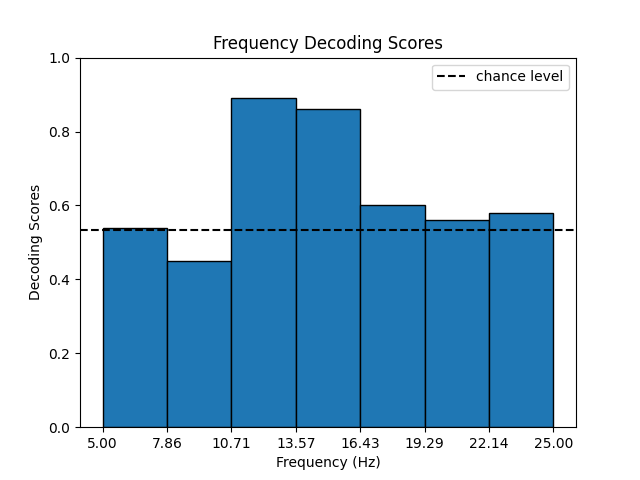 Frequency Decoding Scores
chance level
1.0
0.8
0.6
0.4
0.2
0.0
Decoding Scores
5.00 7.86 10.71 13.57 16.43 19.29 22.14 25.00
Frequency (Hz)